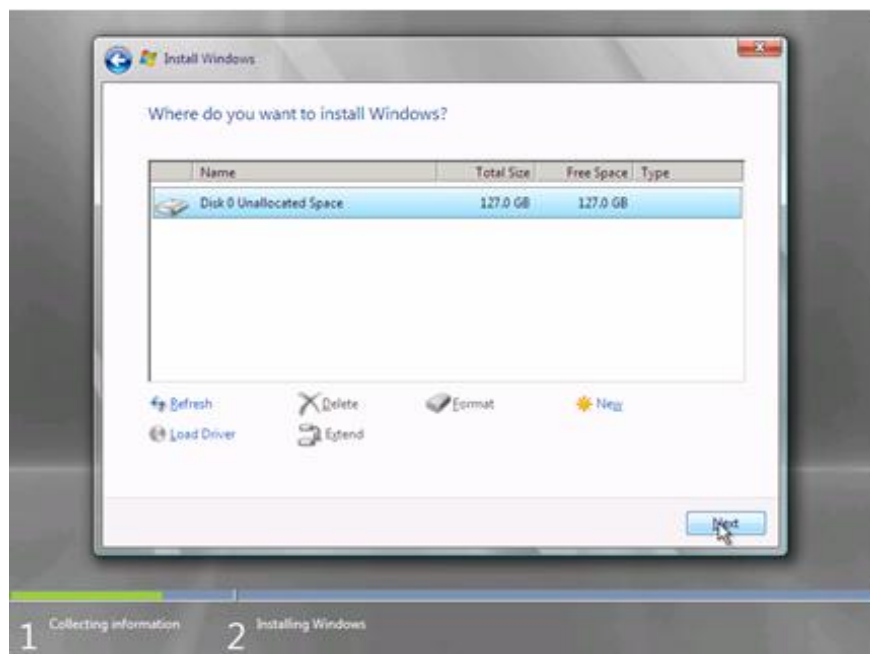 Install Windows
Where do you want to install Windows?
Name Total Size Free Space Type
Disk 0 Unallocated Space 127.0 GB 127.0 GB
Refresh Delete Format New
Load Driver Extend
Next
1 Collecting information 2 Installing Windows